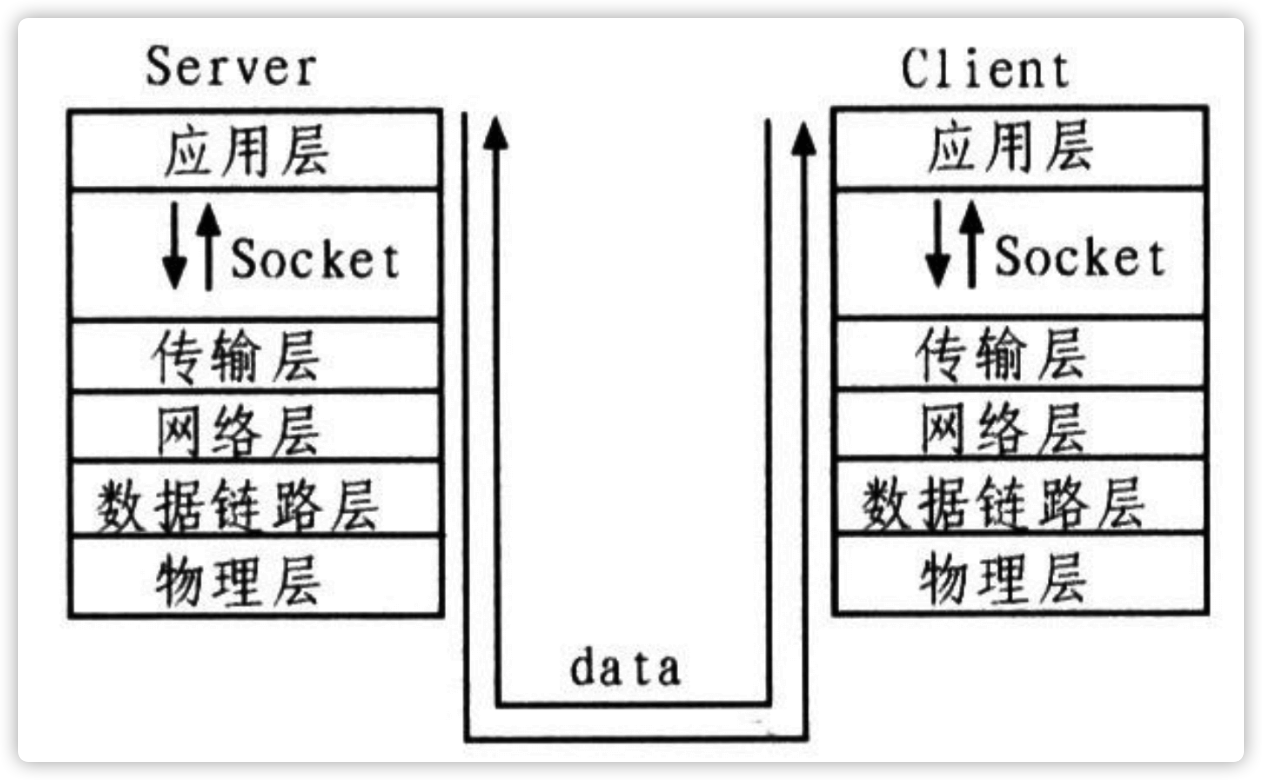 Server
应用层
Socket
传输层
网络层
数据链路层
物理层
data
Client
应用层
Socket
传输层
网络层
数据链路层
物理层